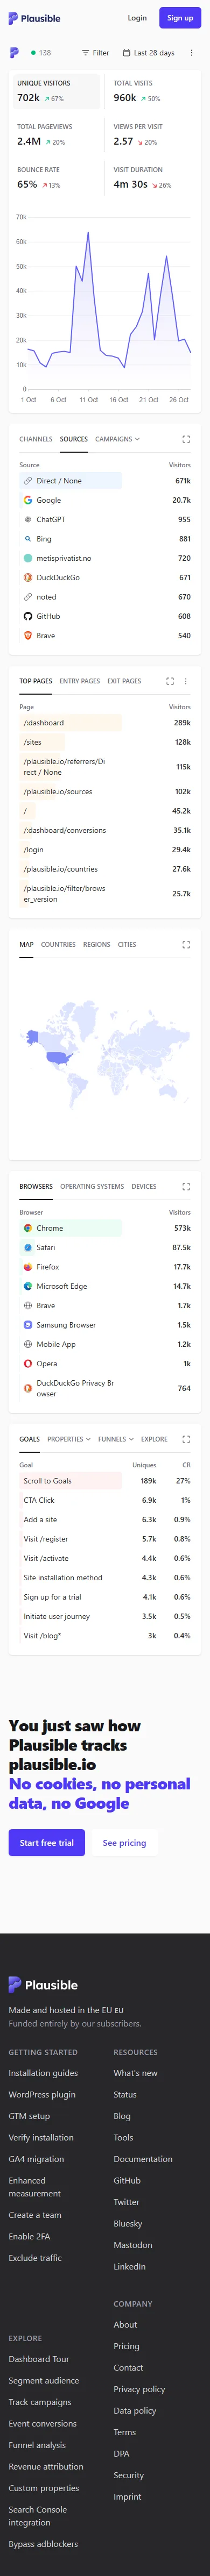 Plausible
Login
Sign up
138
Filter
Last 28 days
UNIQUE VISITORS
702k
67%
TOTAL VISITS
960k
50%
TOTAL PAGEVIEWS
2.4M
20%
VIEWS PER VISIT
2.57
20%
BOUNCE RATE
65%
13%
VISIT DURATION
4m 30s
26%
70k
60k
50k
40k
30k
20k
10k
0
1 Oct 6 Oct 11 Oct 16 Oct 21 Oct 26 Oct
CHANNELS SOURCES CAMPAIGNS
Source Visitors
Direct / None 671k
Google 20.7k
ChatGPT 955
Bing 881
metisprivatist.no 720
DuckDuckGo 671
noted 670
GitHub 608
Brave 540
TOP PAGES ENTRY PAGES EXIT PAGES
Page Visitors
/:dashboard 289k
/sites 128k
/plausible.io/referrers/Di
rect / None 115k
/plausible.io/sources 102k
/ 45.2k
/:dashboard/conversions 35.1k
/login 29.4k
/plausible.io/countries 27.6k
/plausible.io/filter/brows
er_version 25.7k
MAP COUNTRIES REGIONS CITIES
BROWSERS OPERATING SYSTEMS DEVICES
Browser Visitors
Chrome 573k
Safari 87.5k
Firefox 17.7k
Microsoft Edge 14.7k
Brave 1.7k
Samsung Browser 1.5k
Mobile App 1.2k
Opera 1k
DuckDuckGo Privacy Br
owser 764
GOALS PROPERTIES FUNNELS EXPLORE
Goal Uniques CR
Scroll to Goals 189k 27%
CTA Click 6.9k 1%
Add a site 6.3k 0.9%
Visit /register 5.7k 0.8%
Visit /activate 4.4k 0.6%
Site installation method 4.3k 0.6%
Sign up for a trial 4.1k 0.6%
Initiate user journey 3.5k 0.5%
Visit /blog* 3k 0.4%
You just saw how
Plausible tracks
plausible.io
No cookies, no personal
data, no Google
Start free trial
See pricing
Plausible
Made and hosted in the EU EU
Funded entirely by our subscribers.
GETTING STARTED
Installation guides
WordPress plugin
GTM setup
Verify installation
GA4 migration
Enhanced
measurement
Create a team
Enable 2FA
Exclude traffic
RESOURCES
What's new
Status
Blog
Tools
Documentation
GitHub
Twitter
Bluesky
Mastodon
LinkedIn
EXPLORE
Dashboard Tour
Segment audience
Track campaigns
Event conversions
Funnel analysis
Revenue attribution
Custom properties
Search Console
integration
Bypass adblockers
COMPANY
About
Pricing
Contact
Privacy policy
Data policy
Terms
DPA
Security
Imprint